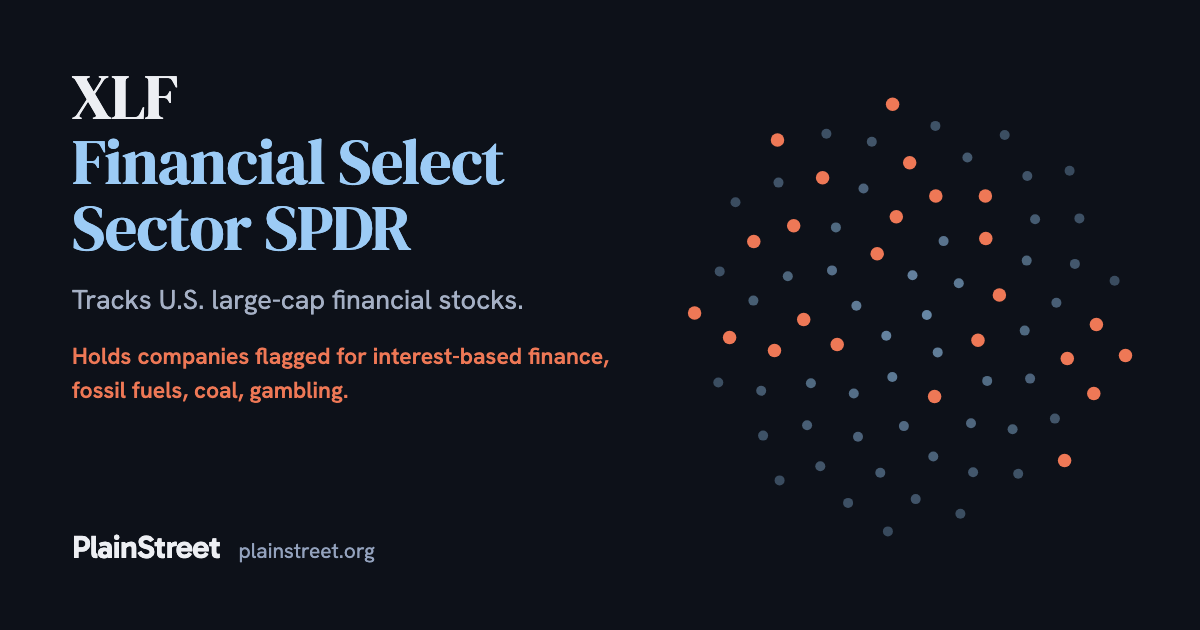 XLF
Financial Select
Sector SPDR
Tracks U.S. large-cap financial stocks.
Holds companies flagged for interest-based finance,
fossil fuels, coal, gambling.
PlainStreet plainstreet.org